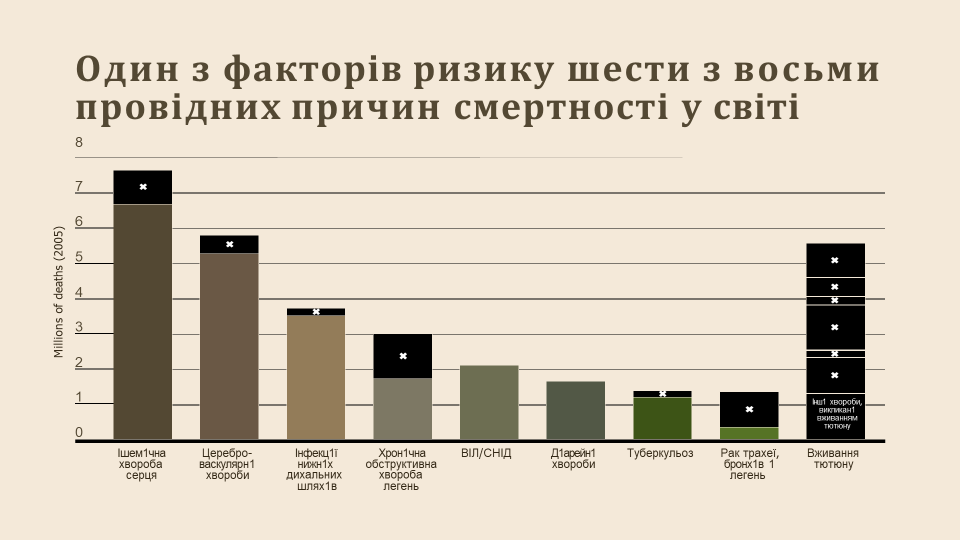 Один з факторів ризику шести з восьми
провідних причин смертності у світі
8
7
6
5
4
3
2
1
0
Millions of deaths (2005)
Інш1 хвороби,
викликан1
вживанням
тютюну
Ішем1чна
хвороба
серця
Церебро-
васкулярн1
хвороби
Інфекц1ї
нижн1х
дихальних
шлях1в
Хрон1чна
обструктивна
хвороба
легень
ВІЛ/СНІД
Д1арейн1
хвороби
Туберкульоз
Рак трахеї,
бронх1в 1
легень
Вживання
тютюну